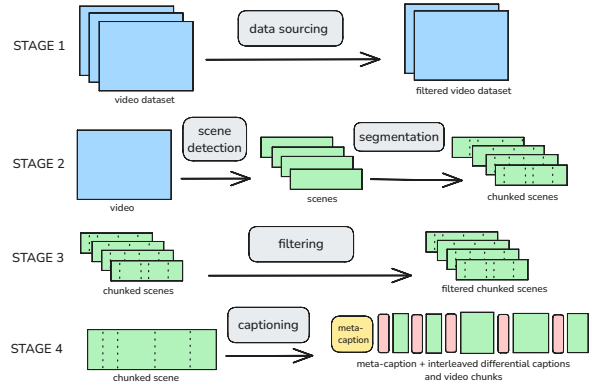 STAGE 1
data sourcing
video dataset
filtered video dataset
STAGE 2
scene
detection
segmentation
video
scenes
chunked scenes
STAGE 3
filtering
chunked scenes
filtered chunked scenes
STAGE 4
captioning
meta-
caption
chunked scene
meta-caption + interleaved differential captions
and video chunks